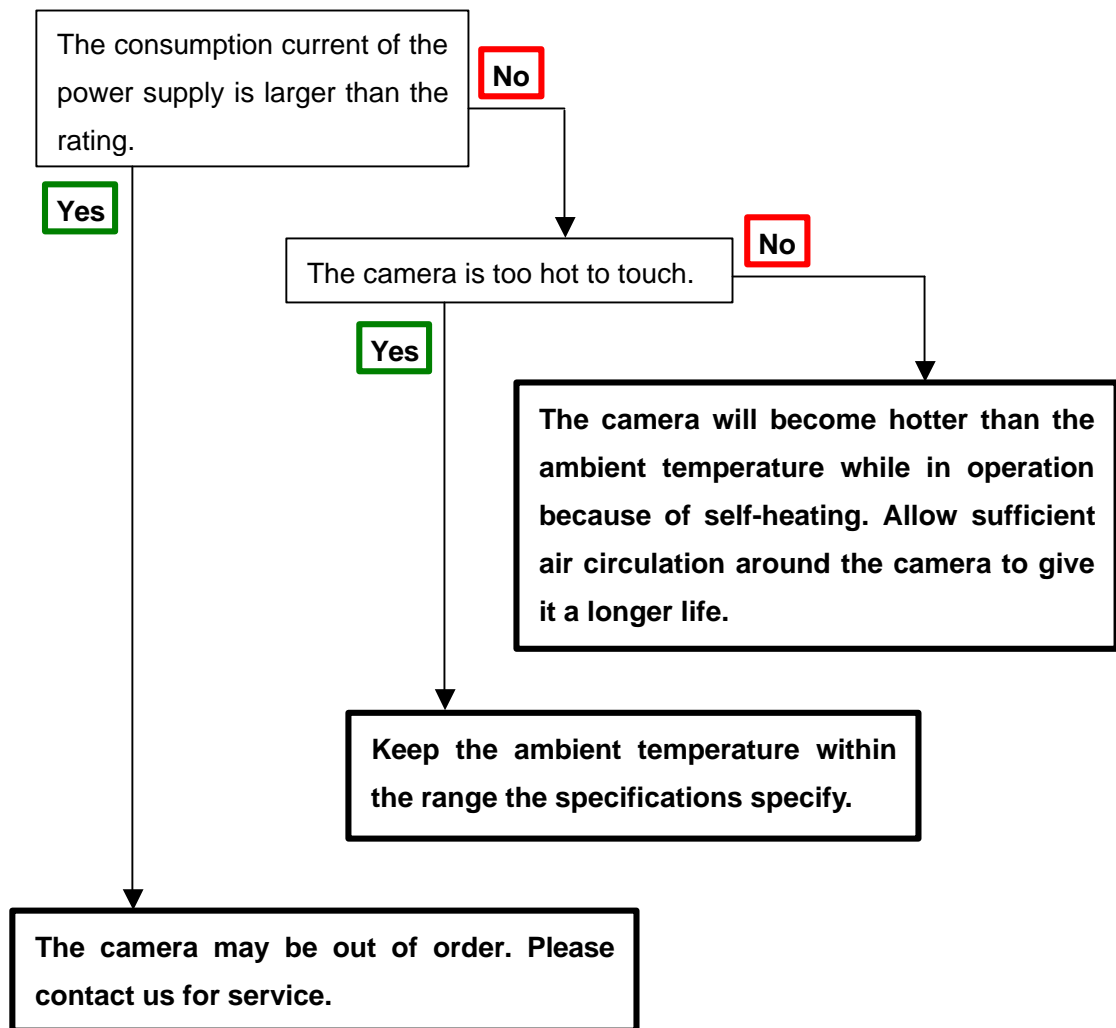 The consumption current of the
power supply is larger than the
rating.
No
Yes
The camera is too hot to touch.
No
Yes
The camera will become hotter than the
ambient temperature while in operation
because of self-heating. Allow sufficient
air circulation around the camera to give
it a longer life.
Keep the ambient temperature within
the range the specifications specify.
The camera may be out of order. Please
contact us for service.